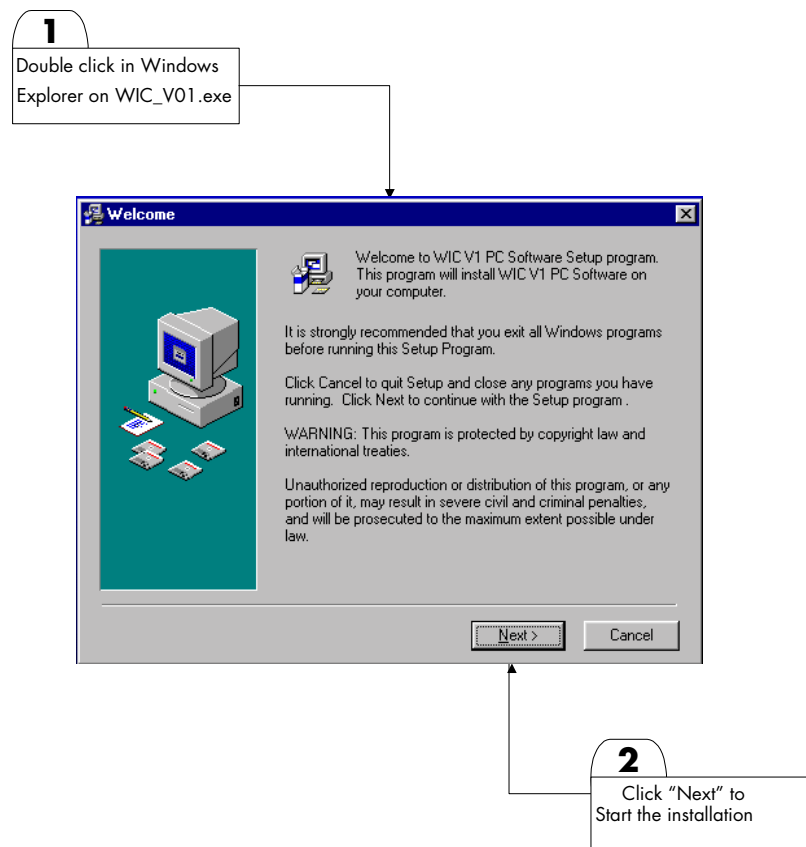 1
Double click in Windows
Explorer on WIC_V01.exe
Welcome
Welcome to WIC V1 PC Software Setup program.
This program will install WIC V1 PC Software on
your computer.
It is strongly recommended that you exit all Windows programs
before running this Setup Program.
Click Cancel to quit Setup and close any programs you have
running. Click Next to continue with the Setup program .
WARNING: This program is protected by copyright law and
international treaties.
Unauthorized reproduction or distribution of this program, or any
portion of it, may result in severe civil and criminal penalties,
and will be prosecuted to the maximum extent possible under
law.
Next >
Cancel
2
Click “Next” to
Start the installation